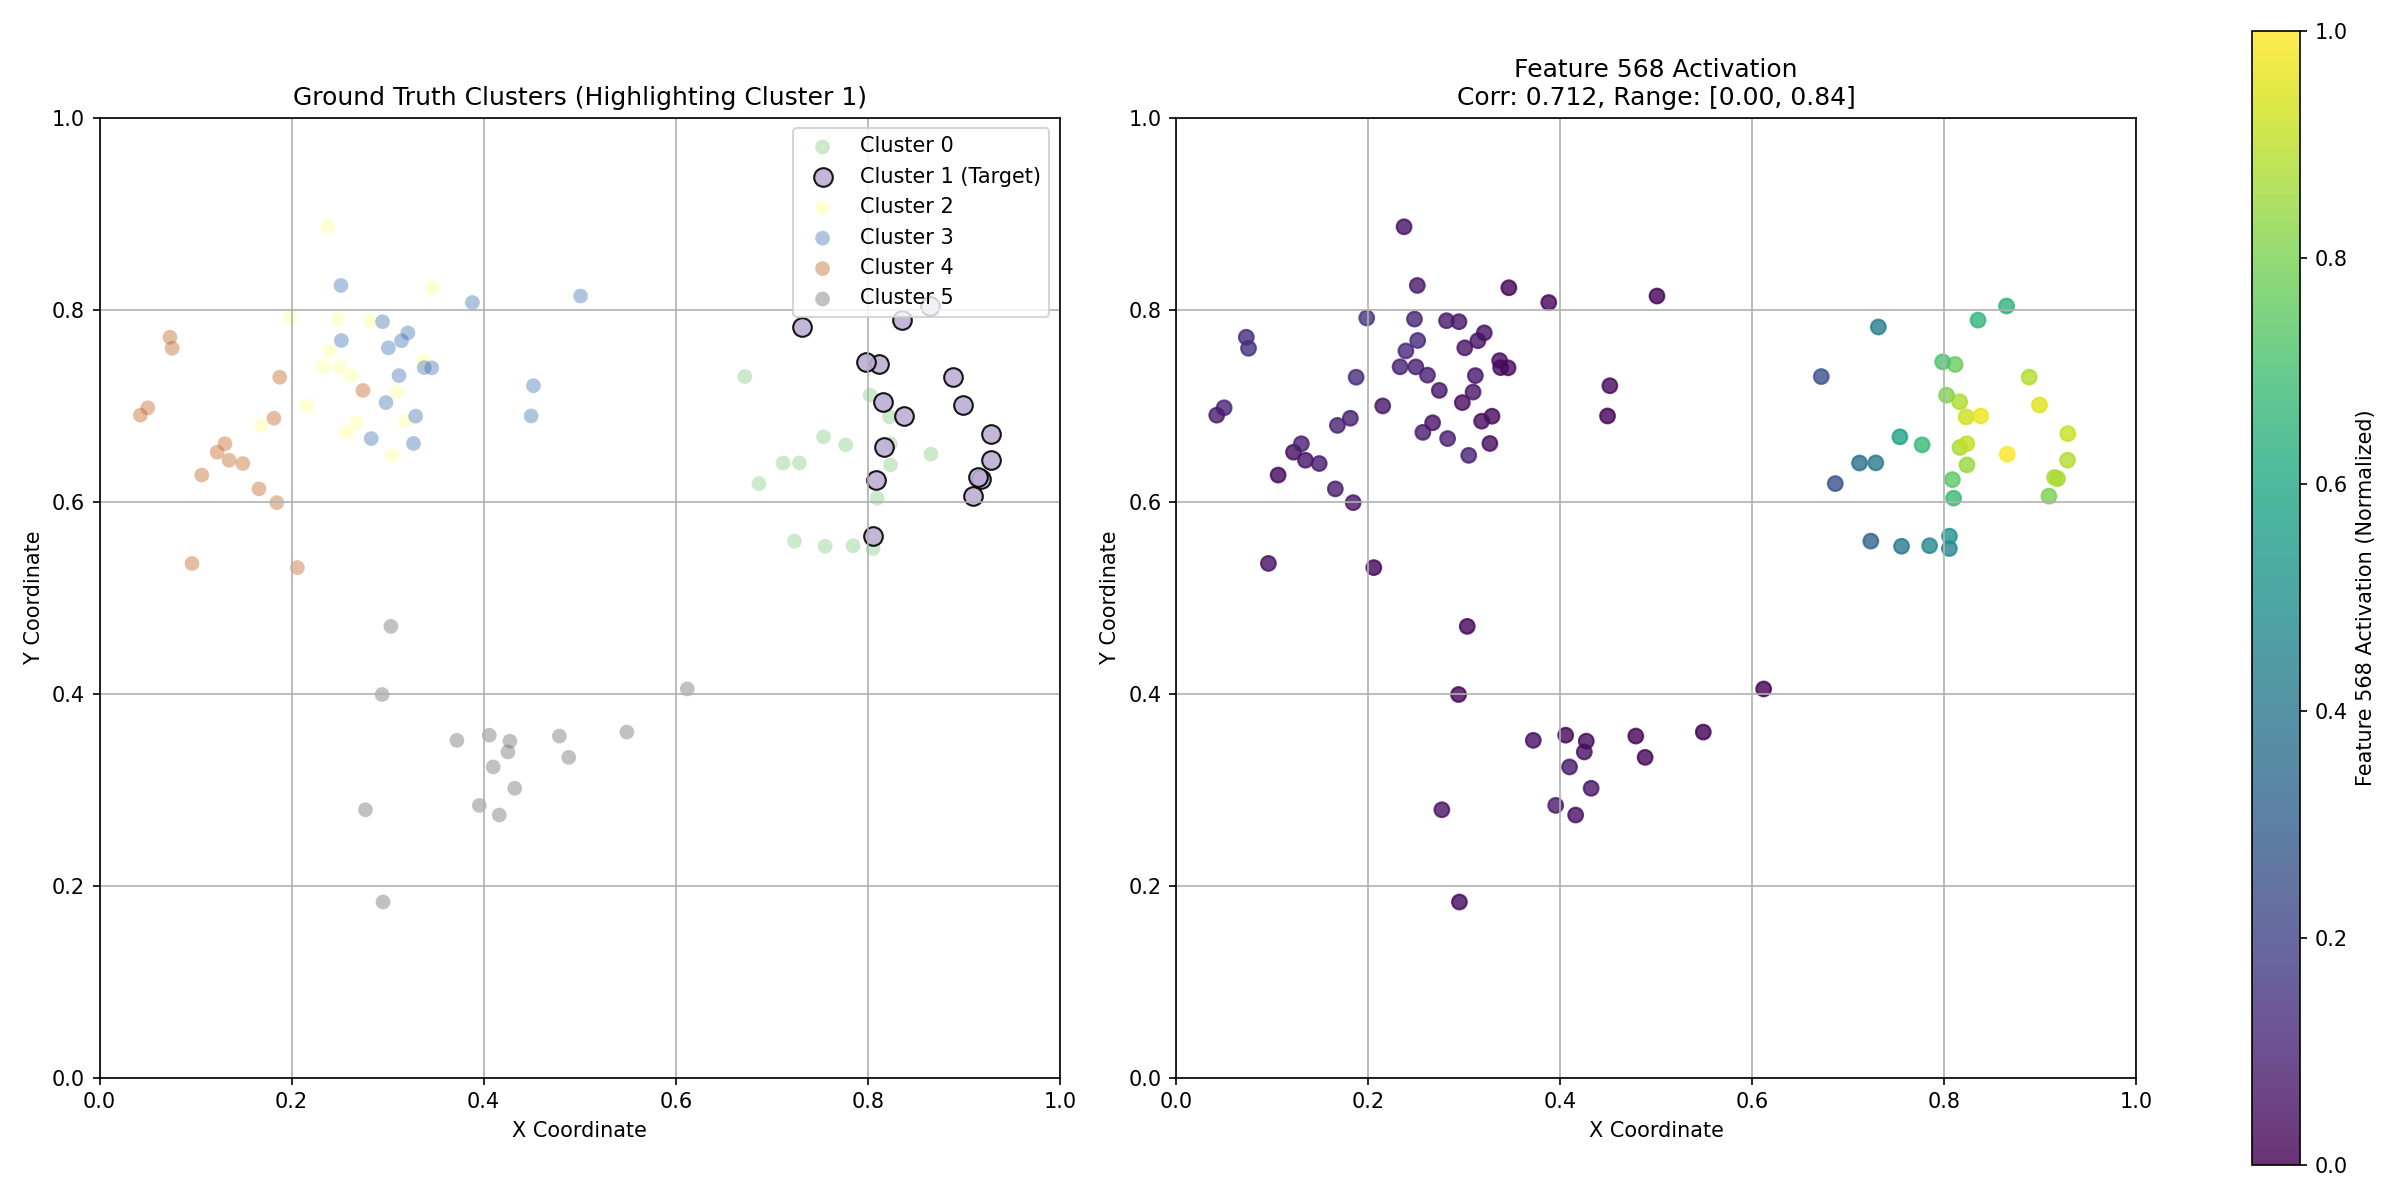 Ground Truth Clusters (Highlighting Cluster 1)
1.0
0.8
0.6
0.4
0.2
0.0
0.0 0.2 0.4 0.6 0.8 1.0
X Coordinate
Y Coordinate
Cluster 0
Cluster 1 (Target)
Cluster 2
Cluster 3
Cluster 4
Cluster 5
Feature 568 Activation
Corr: 0.712, Range: [0.00, 0.84]
1.0
0.8
0.6
0.4
0.2
0.0
0.0 0.2 0.4 0.6 0.8 1.0
X Coordinate
Y Coordinate
1.0
0.8
0.6
0.4
0.2
0.0
Feature 568 Activation (Normalized)